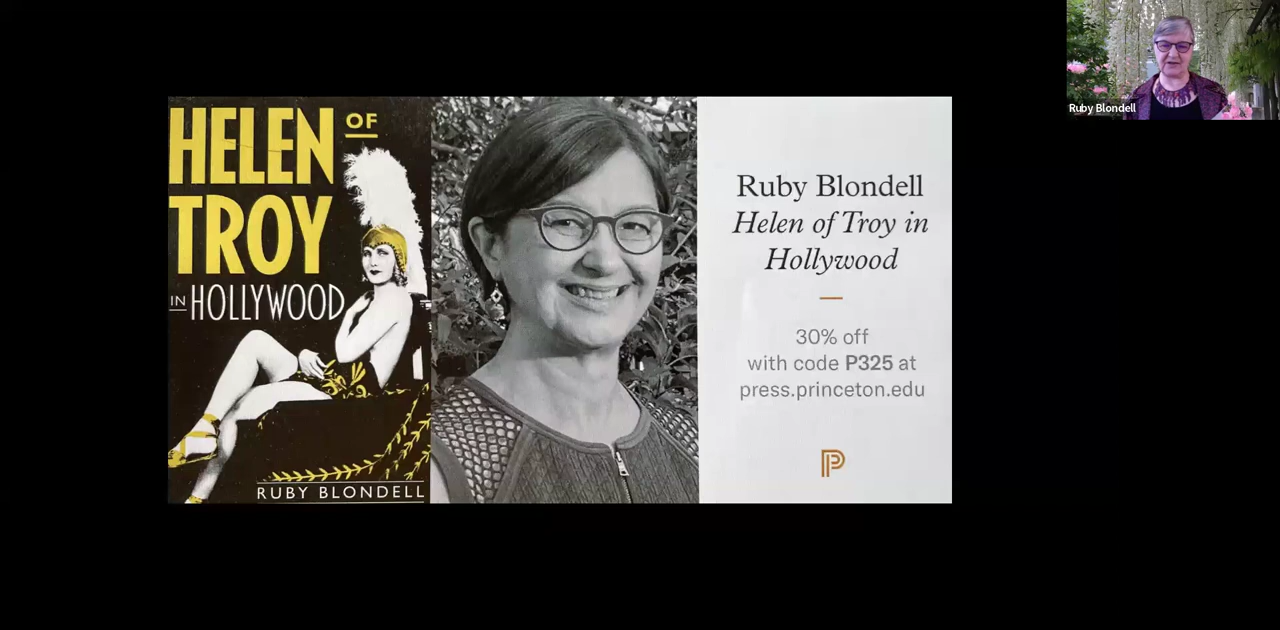 HELEN OF
TROY
IN HOLLYWOOD
RUBY BLONDELL
Ruby Blondell
Helen of Troy in
Hollywood
30% off
with code P325 at
press.princeton.edu
Ruby Blondell